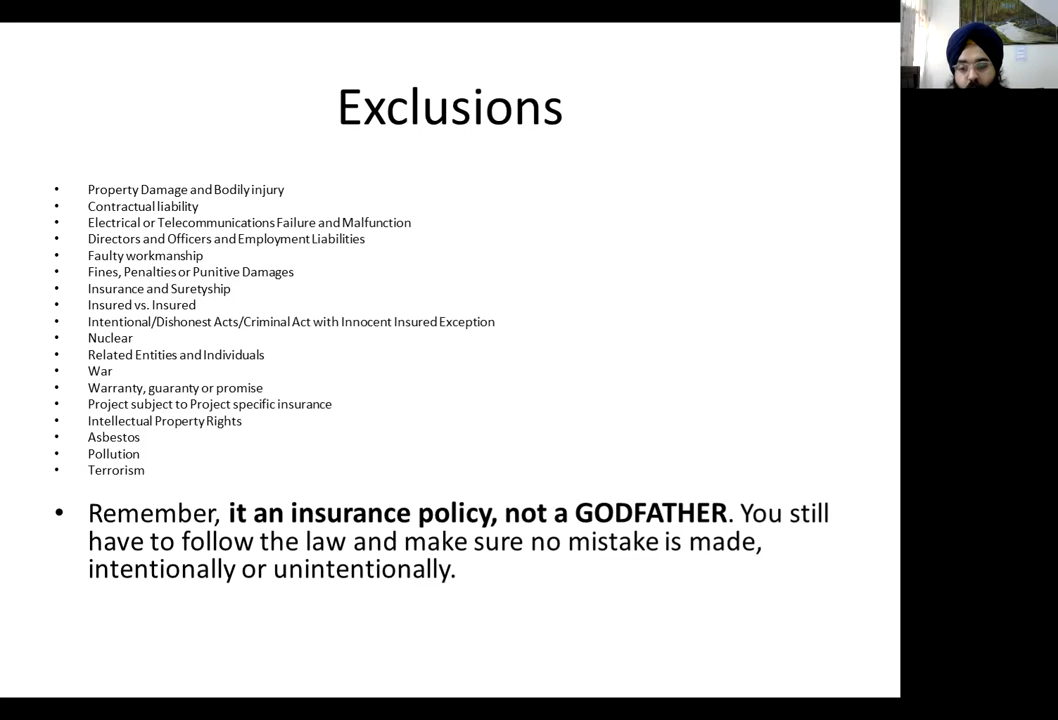 Exclusions
• Property Damage and Bodily injury
• Contractual liability
• Electrical or Telecommunications Failure and Malfunction
• Directors and Officers and Employment Liabilities
• Faulty workmanship
• Fines, Penalties or Punitive Damages
• Insurance and Suretyship
• Insured vs. Insured
• Intentional/Dishonest Acts/Criminal Act with Innocent Insured Exception
• Nuclear
• Related Entities and Individuals
• War
• Warranty, guaranty or promise
• Project subject to Project specific insurance
• Intellectual Property Rights
• Asbestos
• Pollution
• Terrorism
• Remember, it an insurance policy, not a GODFATHER. You still
have to follow the law and make sure no mistake is made,
intentionally or unintentionally.